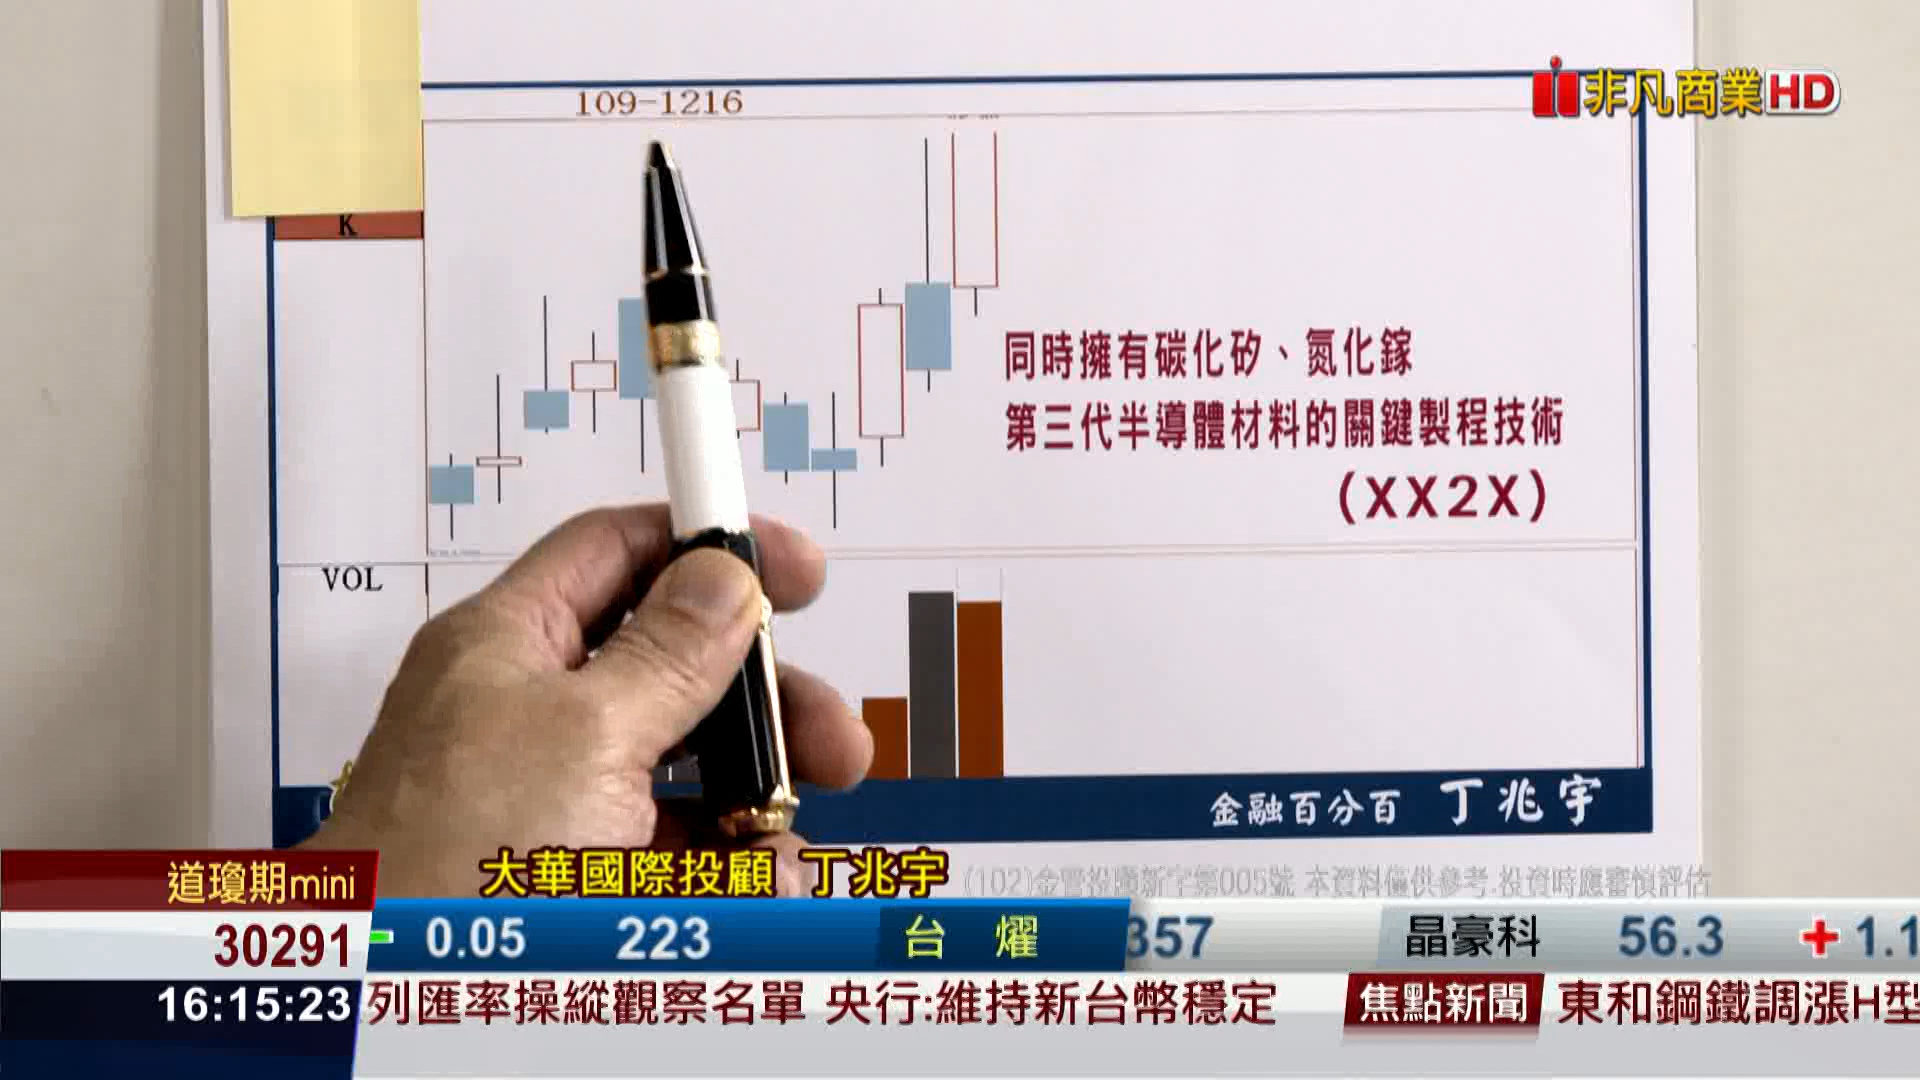 109-1216
非凡商業HD
K
同時擁有碳化矽、氮化鎵
第三代半導體材料的關鍵製程技術
(XX2X)
VOL
金融百分百 丁兆宇
大華國際投顧 丁兆宇
(102)金管投顧新字第005號 本資料僅供參考.投資時應審慎評估
道瓊期mini
30291
0.05 223 台燿 357 晶豪科 56.3 + 1.1
16:15:23
列匯率操縱觀察名單 央行:維持新台幣穩定 焦點新聞 東和鋼鐵調漲H型